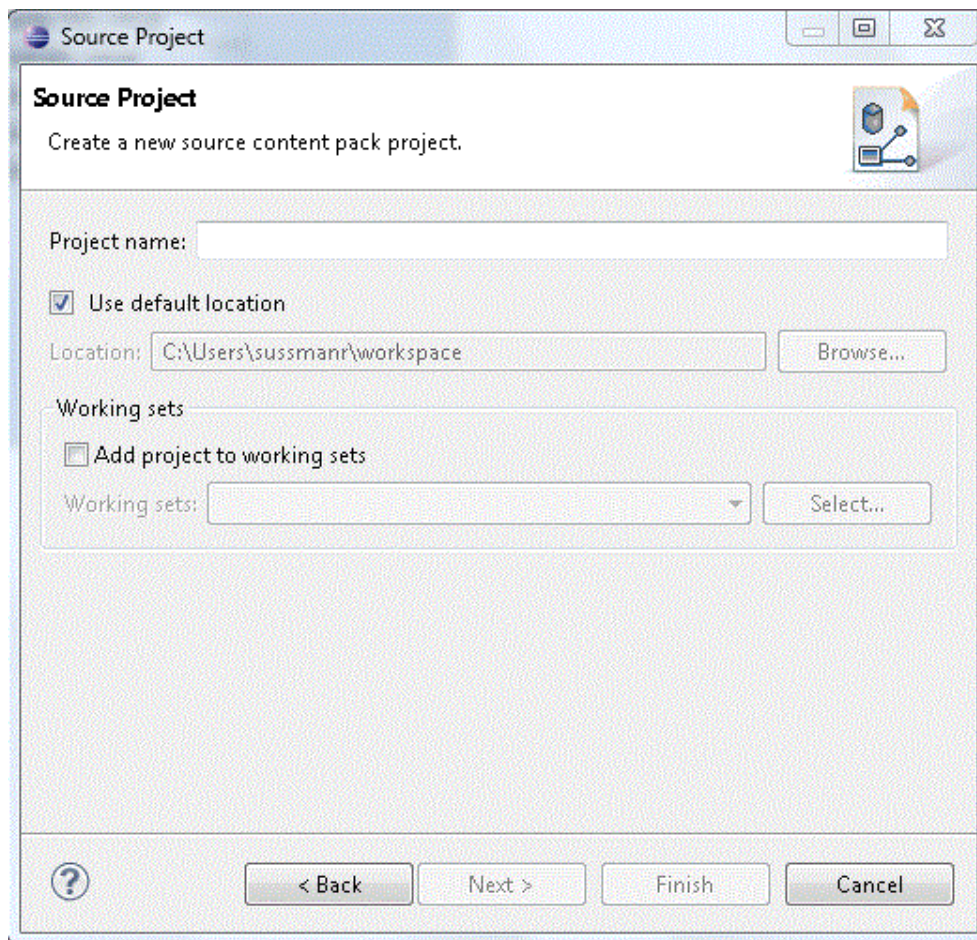 Source Project
Source Project
Create a new source content pack project.
Project name:
Use default location
Location: C:\Users\sussmanr\workspace Browse...
Working sets
Add project to working sets
Working sets: Select...
? < Back Next > Finish Cancel